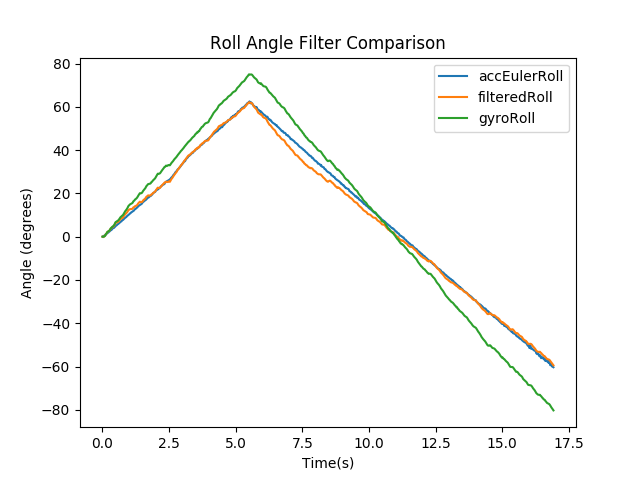 Roll Angle Filter Comparison
accEulerRoll
filteredRoll
gyroRoll
Angle (degrees)
80
60
40
20
0
−20
−40
−60
−80
0.0 2.5 5.0 7.5 10.0 12.5 15.0 17.5
Time(s)